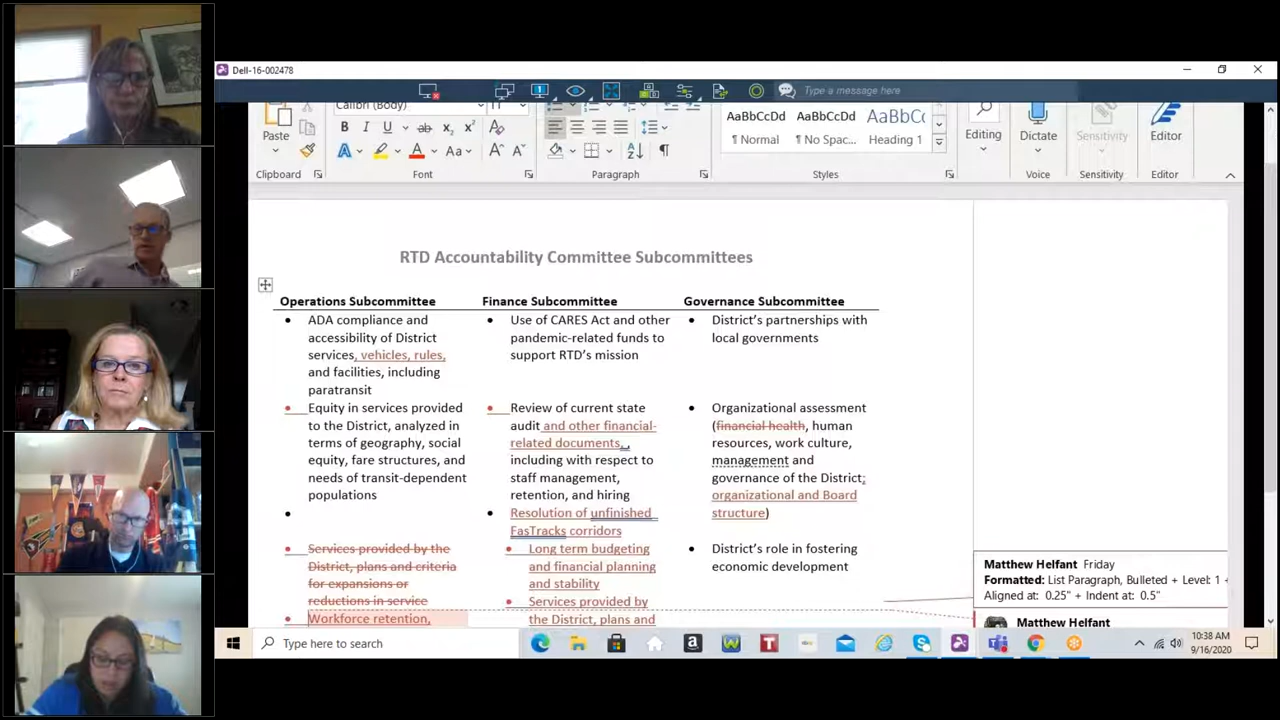 Dell-16-002478
Type a message here
Calibri (Body)
11
Paste
B I U ab x₂ x²
Aa
AaBbCcDd AaBbCcDd AaBbC
Normal No Spac... Heading 1
Editing
Dictate
Sensitivity
Editor
Clipboard Font Paragraph Styles Voice Sensitivity Editor
RTD Accountability Committee Subcommittees
Operations Subcommittee
ADA compliance and
accessibility of District
services, vehicles, rules,
and facilities, including
paratransit
Equity in services provided
to the District, analyzed in
terms of geography, social
equity, fare structures, and
needs of transit-dependent
populations
Services provided by the
District, plans and criteria
for expansions or
reductions in service
Workforce retention,
Finance Subcommittee
Use of CARES Act and other
pandemic-related funds to
support RTD's mission
Review of current state
audit and other financial-
related documents,
including with respect to
staff management,
retention, and hiring
Resolution of unfinished
FasTracks corridors
Long term budgeting
and financial planning
and stability
Services provided by
the District, plans and
Governance Subcommittee
District's partnerships with
local governments
Organizational assessment
(financial health, human
resources, work culture,
management and
governance of the District;
organizational and Board
structure)
District's role in fostering
economic development
Matthew Helfant Friday
Formatted: List Paragraph, Bulleted + Level: 1 +
Aligned at: 0.25" + Indent at: 0.5"
Matthew Helfant
Type here to search
10:38 AM
9/16/2020